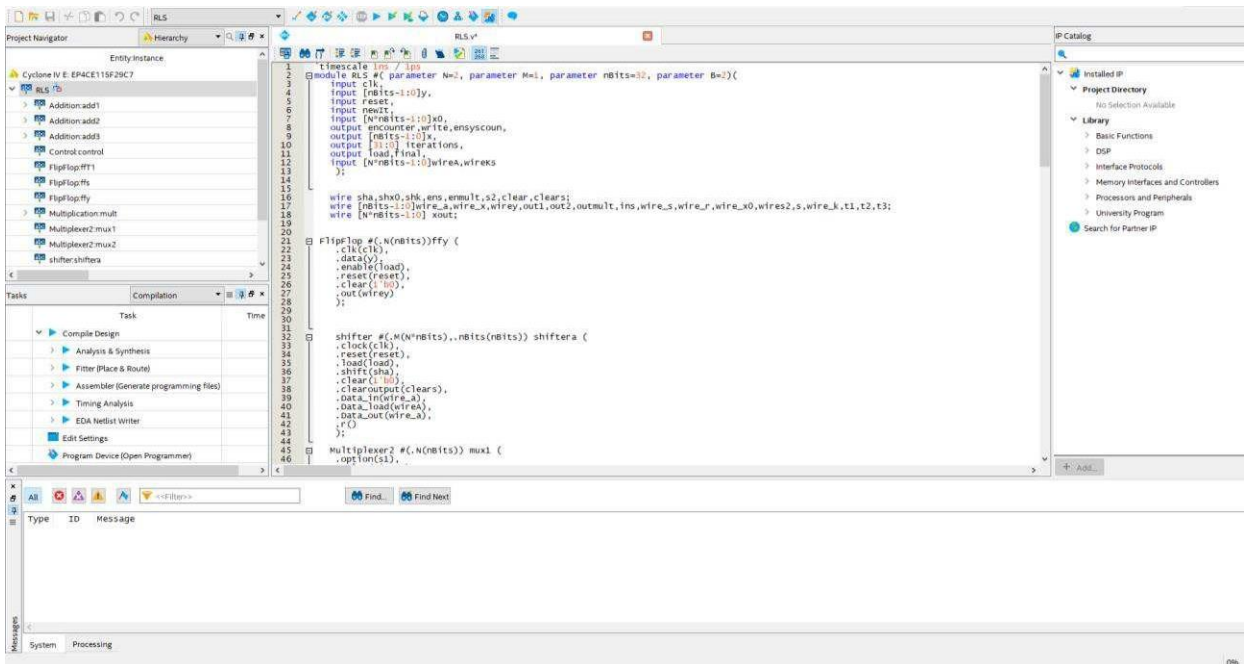 RLS
Project Navigator
Hierarchy
Entity:Instance
Cyclone IV E: EP4CE115F29C7
RLS
Addition:add1
Addition:add2
Addition:add3
Control:control
FlipFlop:ffT1
FlipFlop:ffs
FlipFlop:ffy
Multiplication:mult
Multiplexer2:mux1
Multiplexer2:mux2
shifter:shiftera
Tasks
Compilation
Task
Time
Compile Design
Analysis & Synthesis
Fitter (Place & Route)
Assembler (Generate programming files)
Timing Analysis
EDA Netlist Writer
Edit Settings
Program Device (Open Programmer)
RLS.v*
267
268
1 `timescale 1ns / 1ps
2 module RLS #( parameter N=2, parameter M=1, parameter nBits=32, parameter B=2)(
3 input clk,
4 input [nBits-1:0]y,
5 input reset,
6 input newIt,
7 input [N*nBits-1:0]x0,
8 output encounter,write,ensyscoun,
9 output [nBits-1:0]x,
10 output [31:0] iterations,
11 output load,final,
12 input [N*nBits-1:0]wireA,wireKs
13 );
14
15
16 wire sha,shx0,shk,ens,enmult,s2,clear,clears;
17 wire [nBits-1:0]wire_a,wire_x,wirey,out1,out2,outmult,ins,wire_s,wire_r,wire_x0,wires2,s,wire_k,t1,t2,t3;
18 wire [N*nBits-1:0] xout;
19
20
21 FlipFlop #(.N(nBits))ffy (
22 .clk(clk),
23 .data(y),
24 .enable(load),
25 .reset(reset),
26 .clear(1'b0),
27 .out(wirey)
28 );
29
30
31
32 shifter #(.M(N*nBits),.nBits(nBits)) shiftera (
33 .clock(clk),
34 .reset(reset),
35 .load(load),
36 .shift(sha),
37 .clear(1'b0),
38 .clearoutput(clears),
39 .Data_in(wire_a),
40 .Data_load(wireA),
41 .Data_out(wire_a),
42 .r()
43 );
44
45 Multiplexer2 #(.N(nBits)) mux1 (
46 .option(s1),
IP Catalog
Installed IP
Project Directory
No Selection Available
Library
Basic Functions
DSP
Interface Protocols
Memory Interfaces and Controllers
Processors and Peripherals
University Program
Search for Partner IP
+ Add...
All
<<Filter>>
Find...
Find Next
Type ID Message
Messages
System Processing
0%